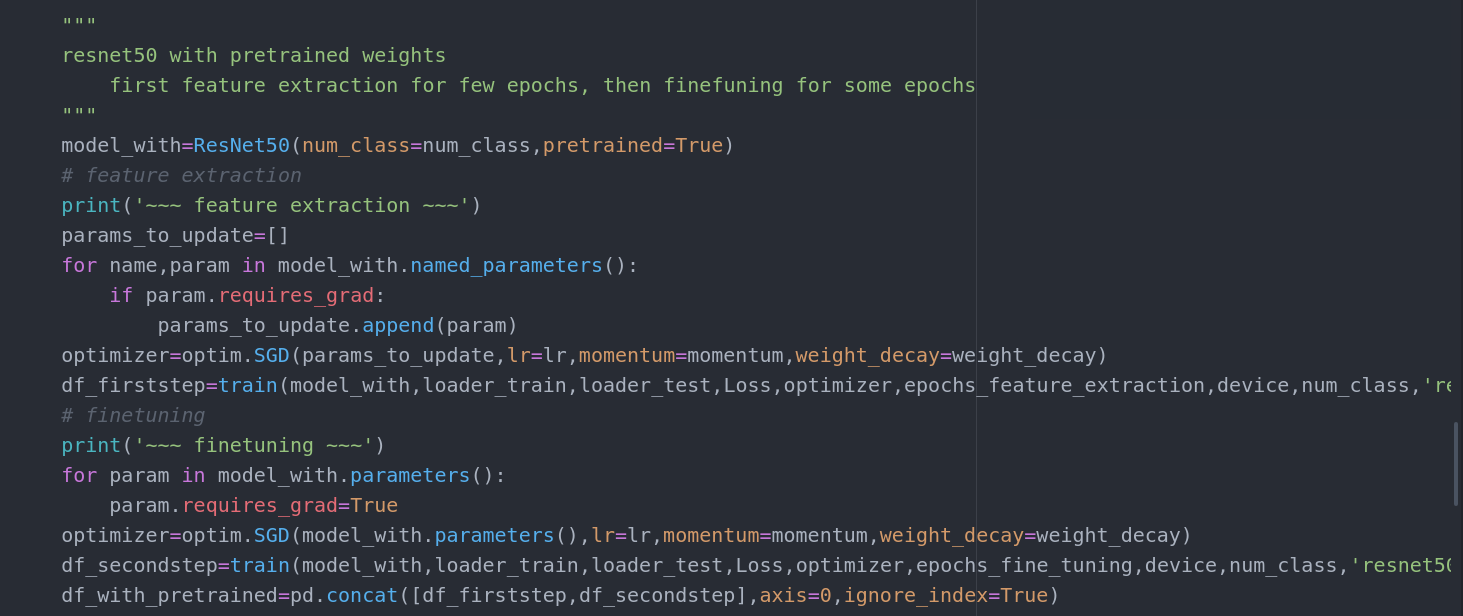 """
resnet50 with pretrained weights
    first feature extraction for few epochs, then finefuning for some epochs
"""
model_with=ResNet50(num_class=num_class,pretrained=True)
# feature extraction
print('~~~ feature extraction ~~~')
params_to_update=[]
for name,param in model_with.named_parameters():
    if param.requires_grad:
        params_to_update.append(param)
optimizer=optim.SGD(params_to_update,lr=lr,momentum=momentum,weight_decay=weight_decay)
df_firststep=train(model_with,loader_train,loader_test,Loss,optimizer,epochs_feature_extraction,device,num_class,'re
# finetuning
print('~~~ finetuning ~~~')
for param in model_with.parameters():
    param.requires_grad=True
optimizer=optim.SGD(model_with.parameters(),lr=lr,momentum=momentum,weight_decay=weight_decay)
df_secondstep=train(model_with,loader_train,loader_test,Loss,optimizer,epochs_fine_tuning,device,num_class,'resnet50
df_with_pretrained=pd.concat([df_firststep,df_secondstep],axis=0,ignore_index=True)